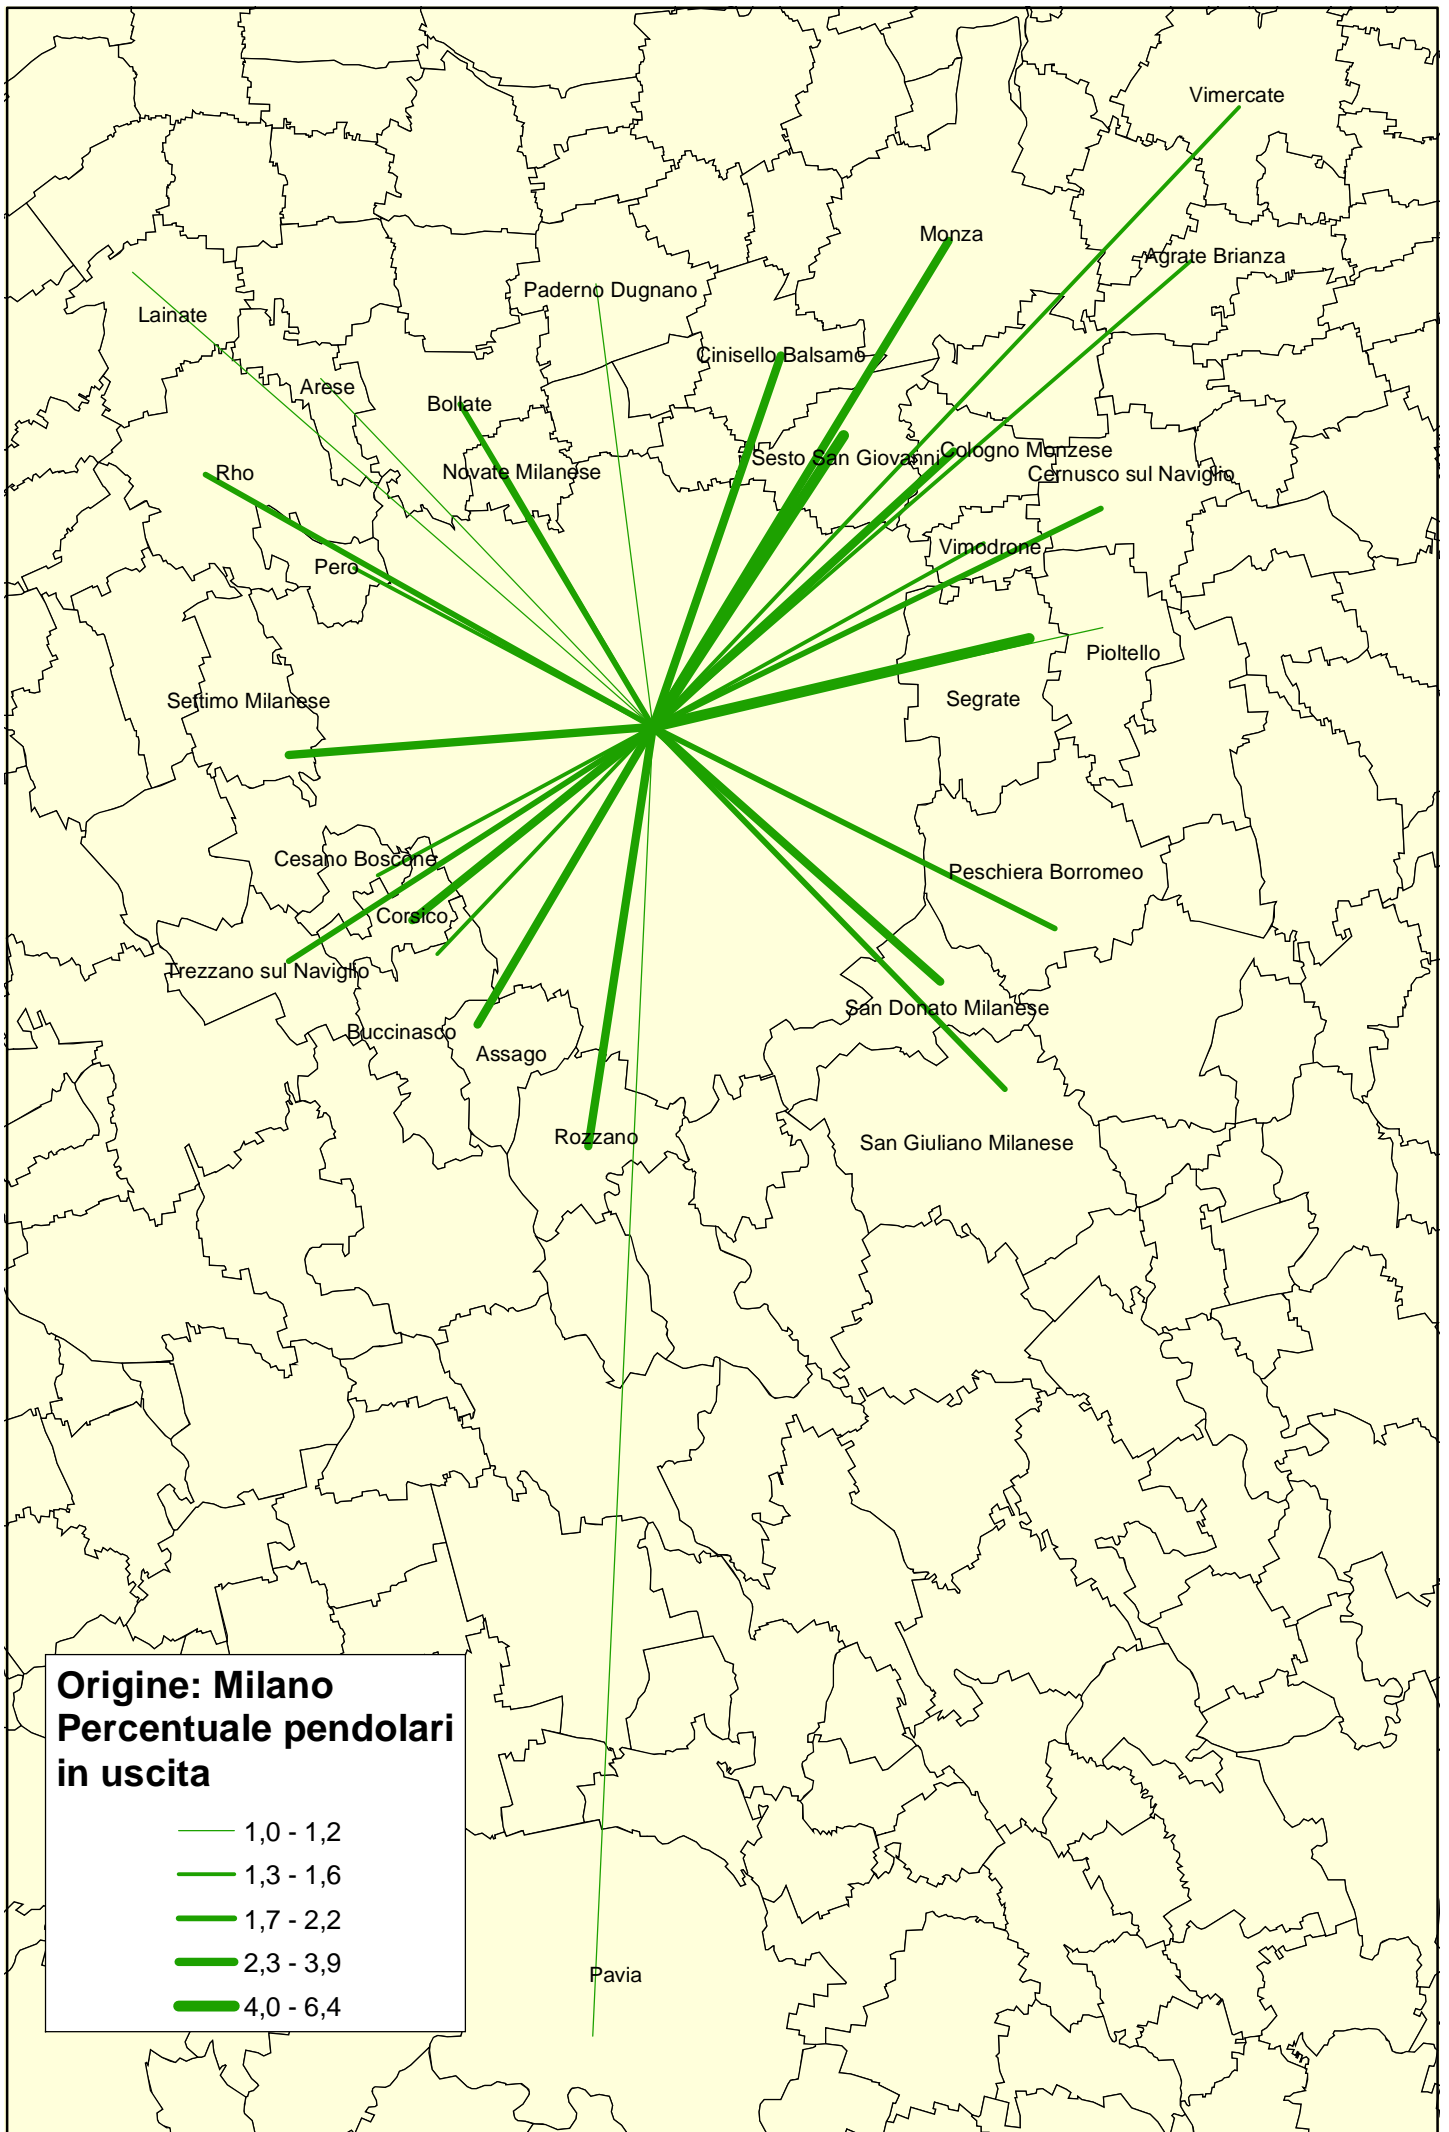 Vimercate
Monza
Agrate Brianza
Paderno Dugnano
Lainate
Cinisello Balsamo
Arese
Bollate
Rho
Novate Milanese
Sesto San Giovanni
Cologno Monzese
Cernusco sul Naviglio
Vimodrone
Pero
Pioltello
Settimo Milanese
Segrate
Cesano Boscone
Peschiera Borromeo
Corsico
Trezzano sul Naviglio
San Donato Milanese
Buccinasco
Assago
Rozzano
San Giuliano Milanese
Origine: Milano
Percentuale pendolari
in uscita
1,0 - 1,2
1,3 - 1,6
1,7 - 2,2
2,3 - 3,9
4,0 - 6,4
Pavia